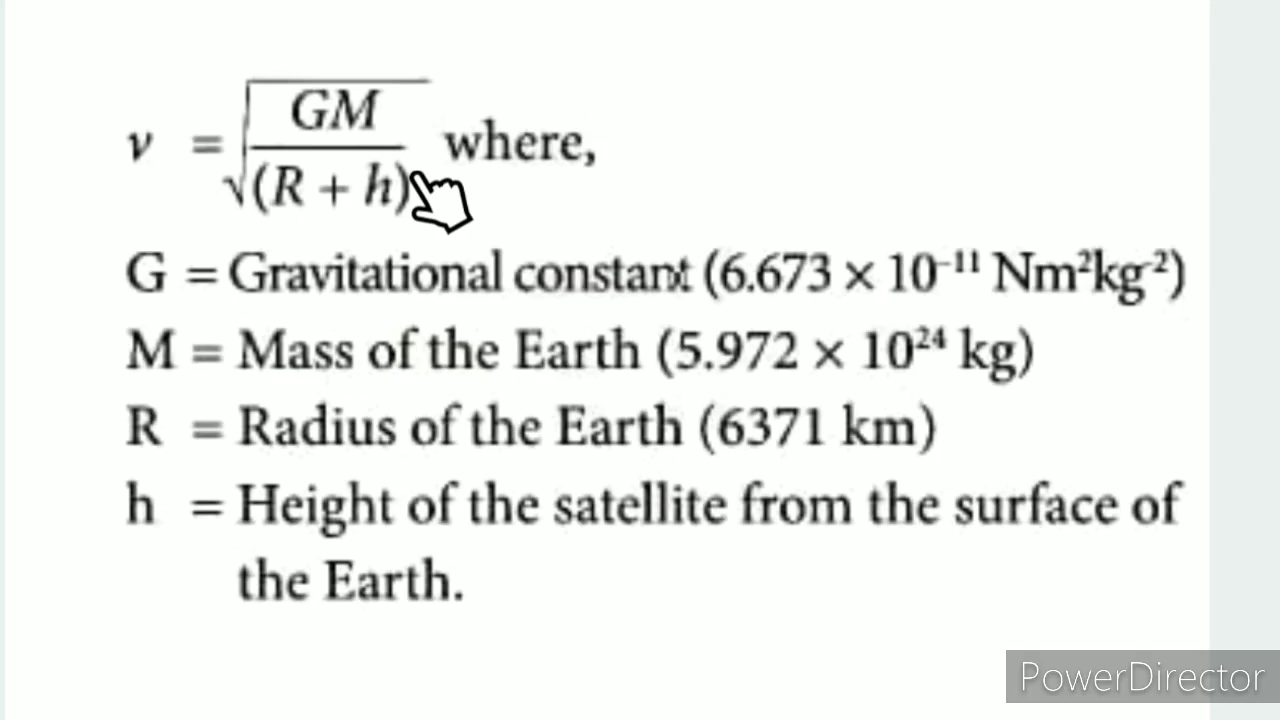 v = √GM/(R + h) where,
G = Gravitational constant (6.673 × 10⁻¹¹ Nm²kg⁻²)
M = Mass of the Earth (5.972 × 10²⁴ kg)
R = Radius of the Earth (6371 km)
h = Height of the satellite from the surface of
the Earth.
PowerDirector